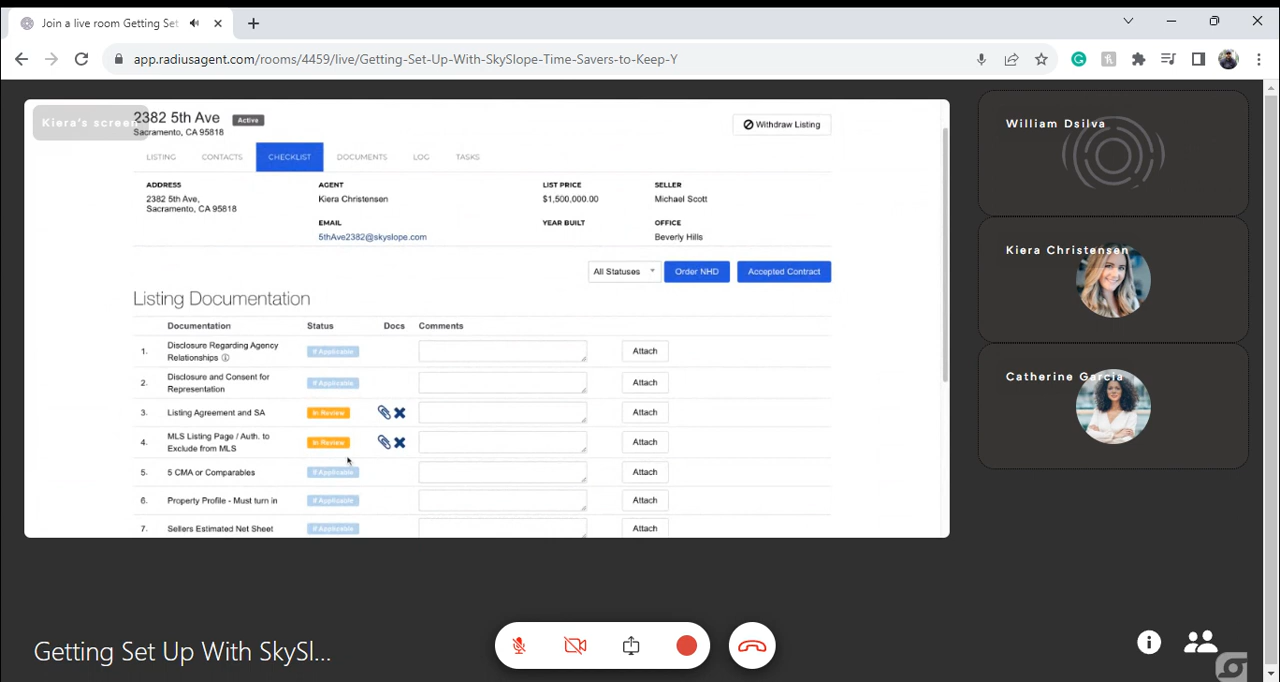 Join a live room Getting Set
app.radiusagent.com/rooms/4459/live/Getting-Set-Up-With-SkySlope-Time-Savers-to-Keep-Y
Kiera's screen
2382 5th Ave
Active
Sacramento, CA 95818
Withdraw Listing
LISTING
CONTACTS
CHECKLIST
DOCUMENTS
LOG
TASKS
ADDRESS
AGENT
LIST PRICE
SELLER
2382 5th Ave,
Sacramento, CA 95818
Kiera Christensen
$1,500,000.00
Michael Scott
EMAIL
YEAR BUILT
OFFICE
5thAve2382@skyslope.com
Beverly Hills
All Statuses
Order NHD
Accepted Contract
Listing Documentation
Documentation
Status
Docs
Comments
1.
Disclosure Regarding Agency
Relationships
If Applicable
Attach
2.
Disclosure and Consent for
Representation
If Applicable
Attach
3.
Listing Agreement and SA
In Review
Attach
4.
MLS Listing Page / Auth. to
Exclude from MLS
In Review
Attach
5.
5 CMA or Comparables
If Applicable
Attach
6.
Property Profile - Must turn in
If Applicable
Attach
7.
Sellers Estimated Net Sheet
If Applicable
Attach
William Dsilva
Kiera Christensen
Catherine Garcia
Getting Set Up With SkySl...